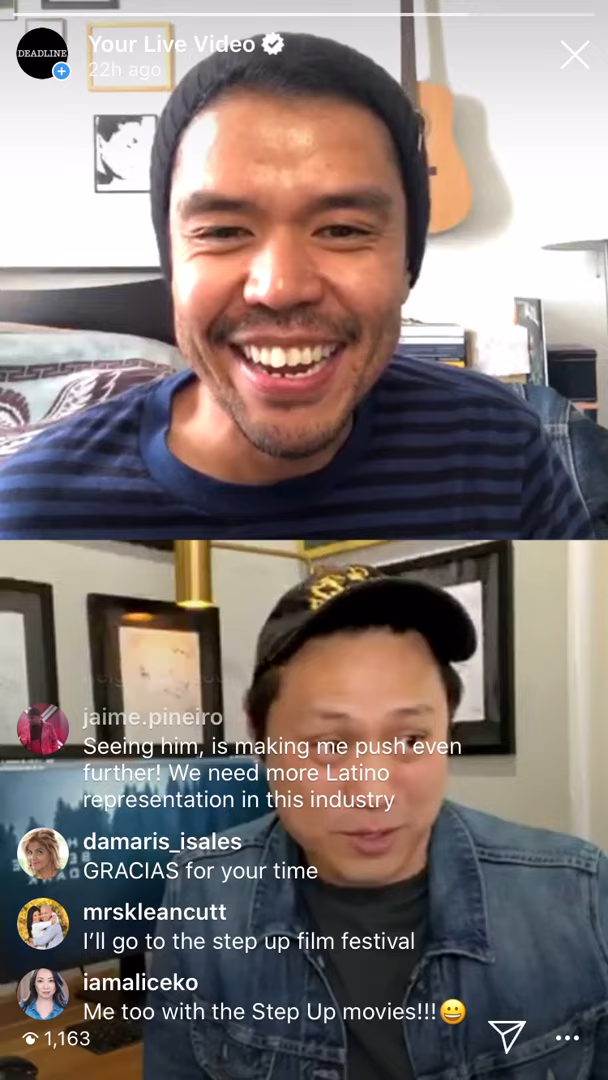 DEADLINE
Your Live Video
22h ago
jaime.pineiro
Seeing him, is making me push even
further! We need more Latino
representation in this industry
damaris_isales
GRACIAS for your time
mrskleancutt
I'll go to the step up film festival
iamaliceko
Me too with the Step Up movies!!!😀
1,163